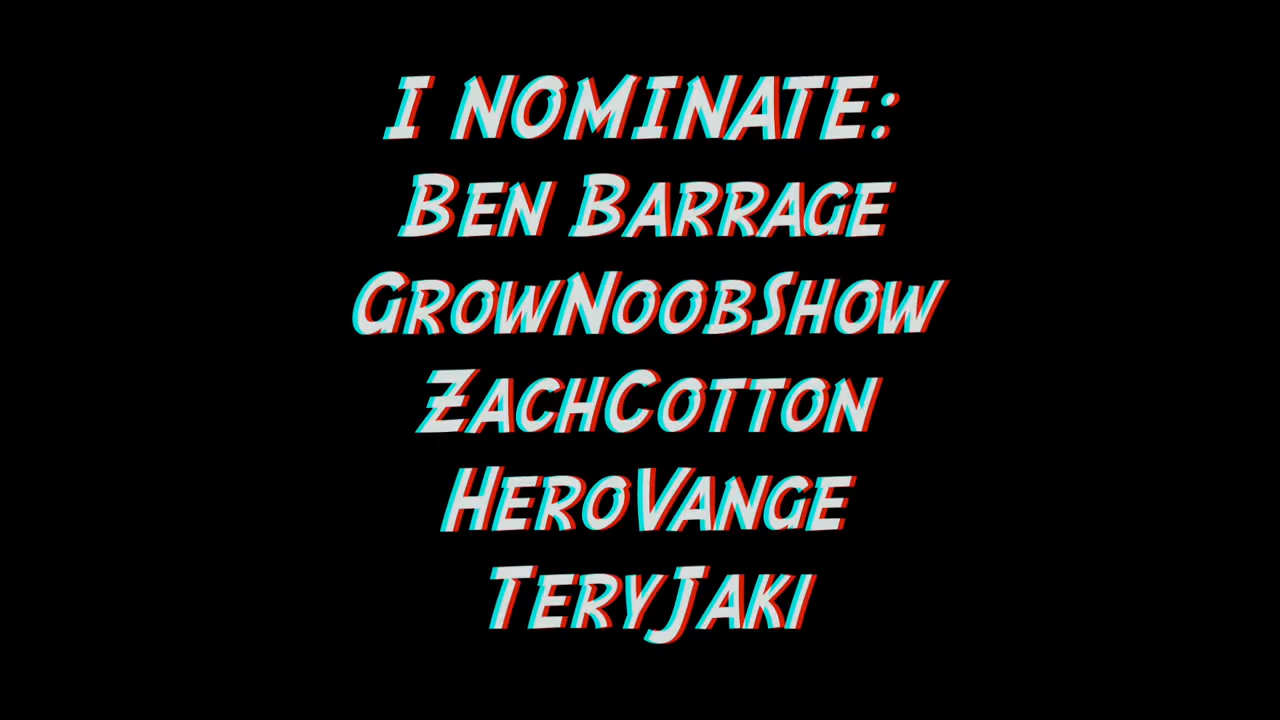 I NOMINATE:
BEN BARRAGE
GROWNOOBSHOW
ZACHCOTTON
HEROVANGE
TERYJAKI